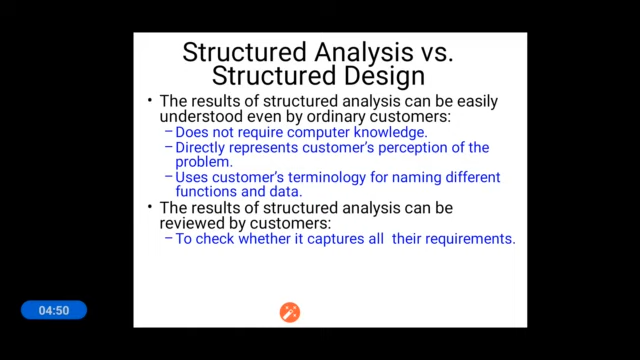 Structured Analysis vs.
Structured Design
• The results of structured analysis can be easily
understood even by ordinary customers:
– Does not require computer knowledge.
– Directly represents customer's perception of the
problem.
– Uses customer's terminology for naming different
functions and data.
• The results of structured analysis can be
reviewed by customers:
– To check whether it captures all their requirements.
04:50